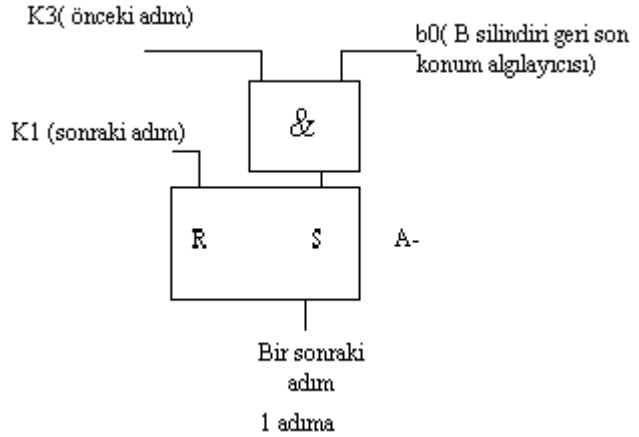 K3( önceki adım)
b0( B silindiri geri son
konum algılayıcısı)
&
K1 (sonraki adım)
R S A-
Bir sonraki
adım
1 adıma